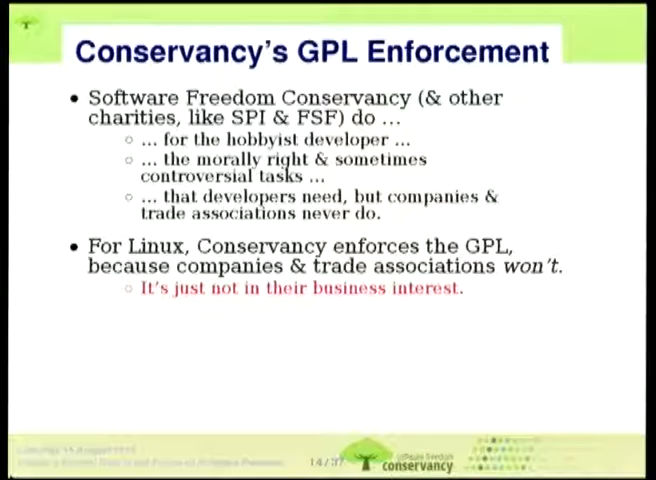 Conservancy's GPL Enforcement
• Software Freedom Conservancy (& other
charities, like SPI & FSF) do ...
◦ ... for the hobbyist developer ...
◦ ... the morally right & sometimes
controversial tasks ...
◦ ... that developers need, but companies &
trade associations never do.
• For Linux, Conservancy enforces the GPL,
because companies & trade associations won't.
◦ It's just not in their business interest.
14/37
software freedom
conservancy